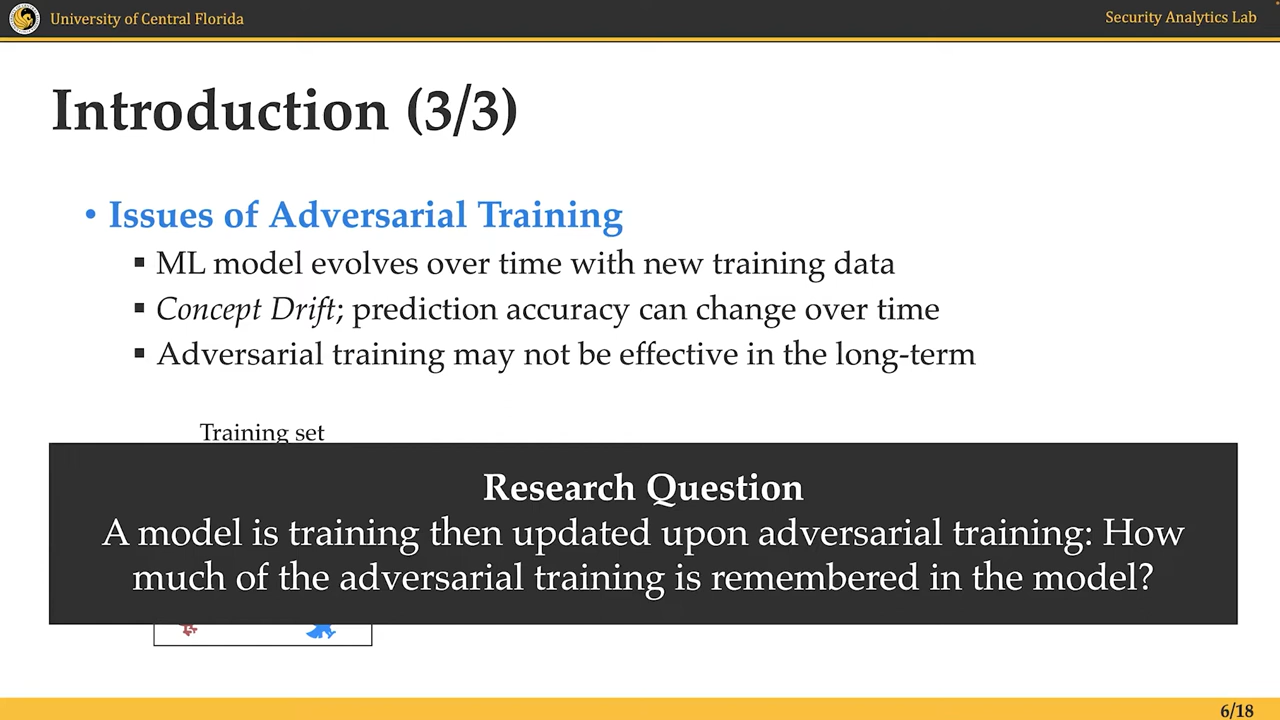 University of Central Florida
Security Analytics Lab
Introduction (3/3)
• Issues of Adversarial Training
▪ ML model evolves over time with new training data
▪ Concept Drift; prediction accuracy can change over time
▪ Adversarial training may not be effective in the long-term
Training set
Research Question
A model is training then updated upon adversarial training: How
much of the adversarial training is remembered in the model?
6/18